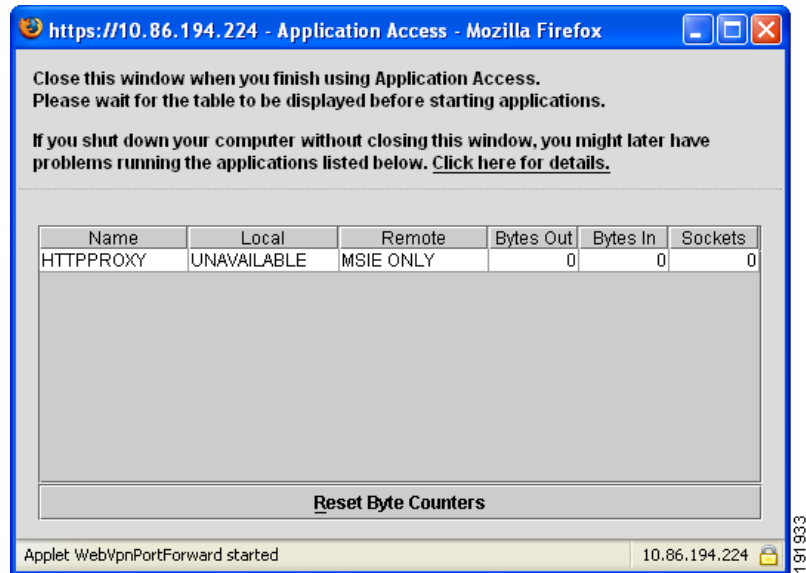 https://10.86.194.224 - Application Access - Mozilla Firefox
Close this window when you finish using Application Access.
Please wait for the table to be displayed before starting applications.
If you shut down your computer without closing this window, you might later have
problems running the applications listed below. Click here for details.
Name Local Remote Bytes Out Bytes In Sockets
HTTPPROXY UNAVAILABLE MSIE ONLY 0 0 0
Reset Byte Counters
Applet WebVpnPortForward started 10.86.194.224
191933